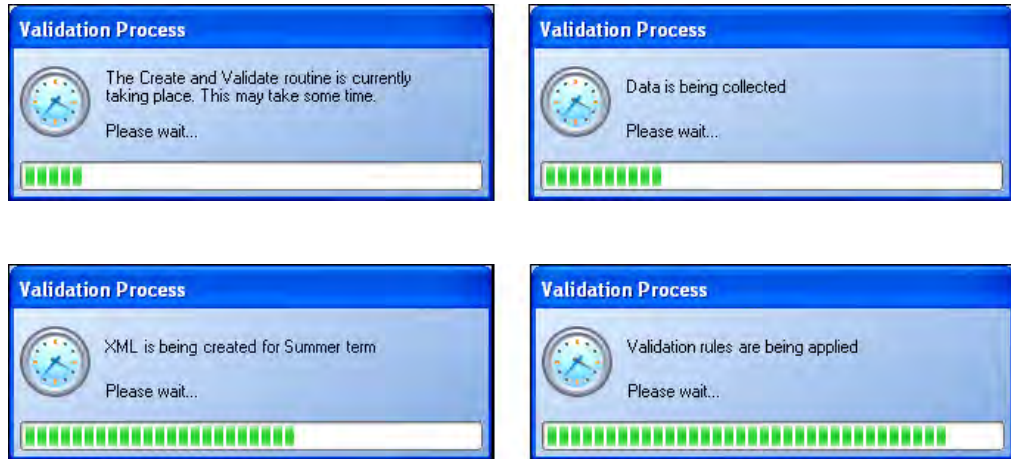 Validation Process
The Create and Validate routine is currently
taking place. This may take some time.
Please wait...
Validation Process
Data is being collected
Please wait...
Validation Process
XML is being created for Summer term
Please wait...
Validation Process
Validation rules are being applied
Please wait...